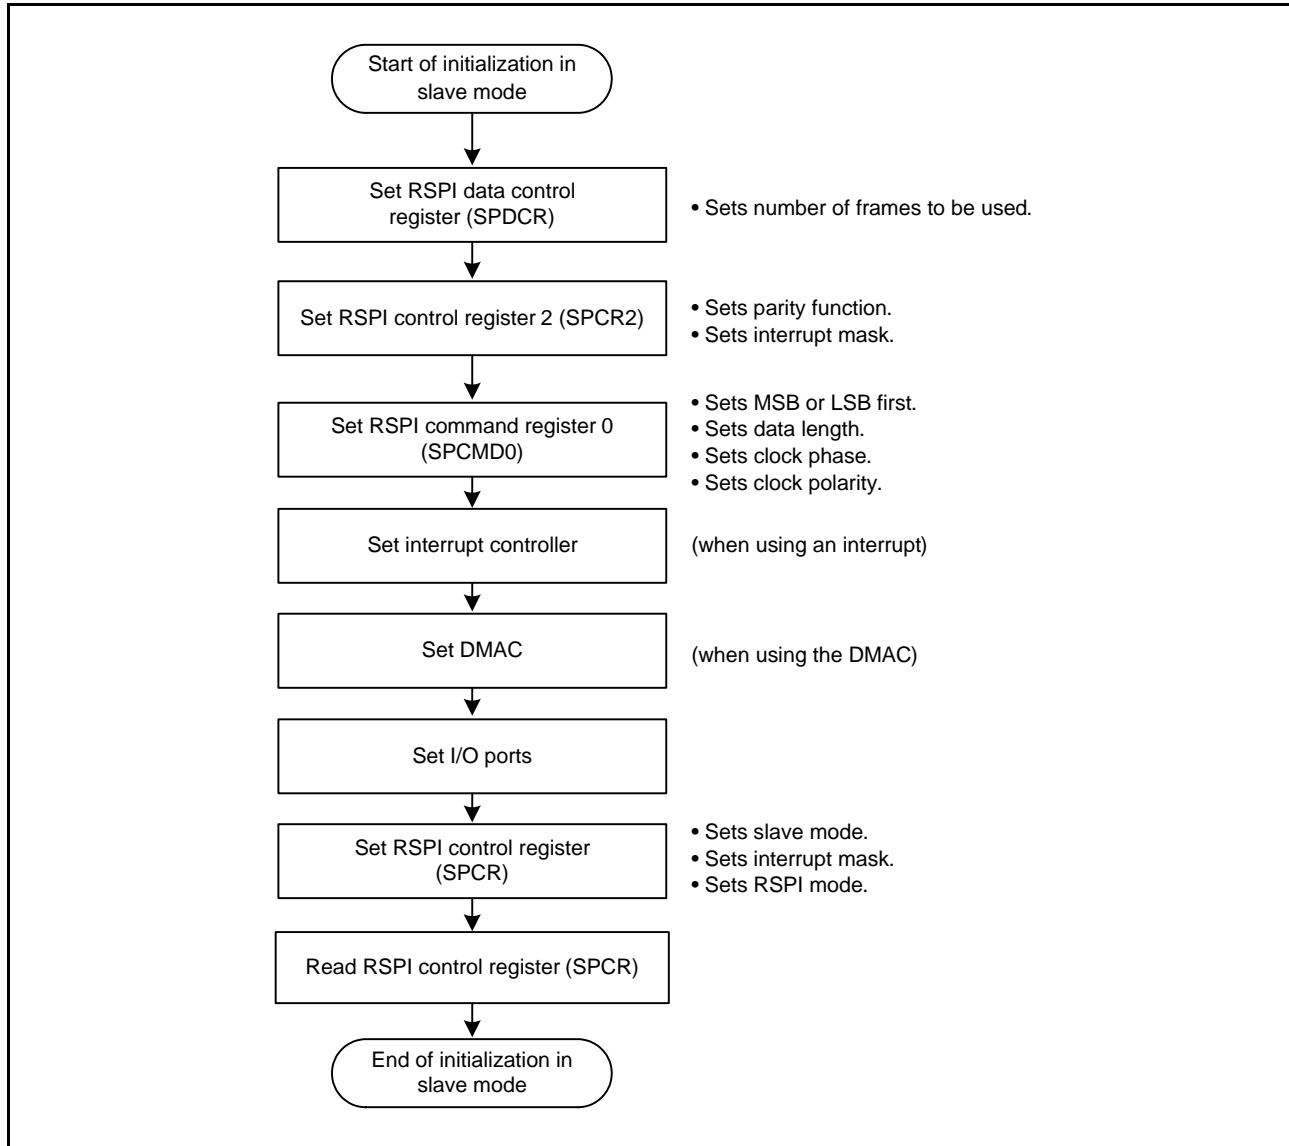 Start of initialization in
slave mode
Set RSPI data control
register (SPDCR)
• Sets number of frames to be used.
Set RSPI control register 2 (SPCR2)
• Sets parity function.
• Sets interrupt mask.
Set RSPI command register 0
(SPCMD0)
• Sets MSB or LSB first.
• Sets data length.
• Sets clock phase.
• Sets clock polarity.
Set interrupt controller
(when using an interrupt)
Set DMAC
(when using the DMAC)
Set I/O ports
Set RSPI control register
(SPCR)
• Sets slave mode.
• Sets interrupt mask.
• Sets RSPI mode.
Read RSPI control register (SPCR)
End of initialization in
slave mode